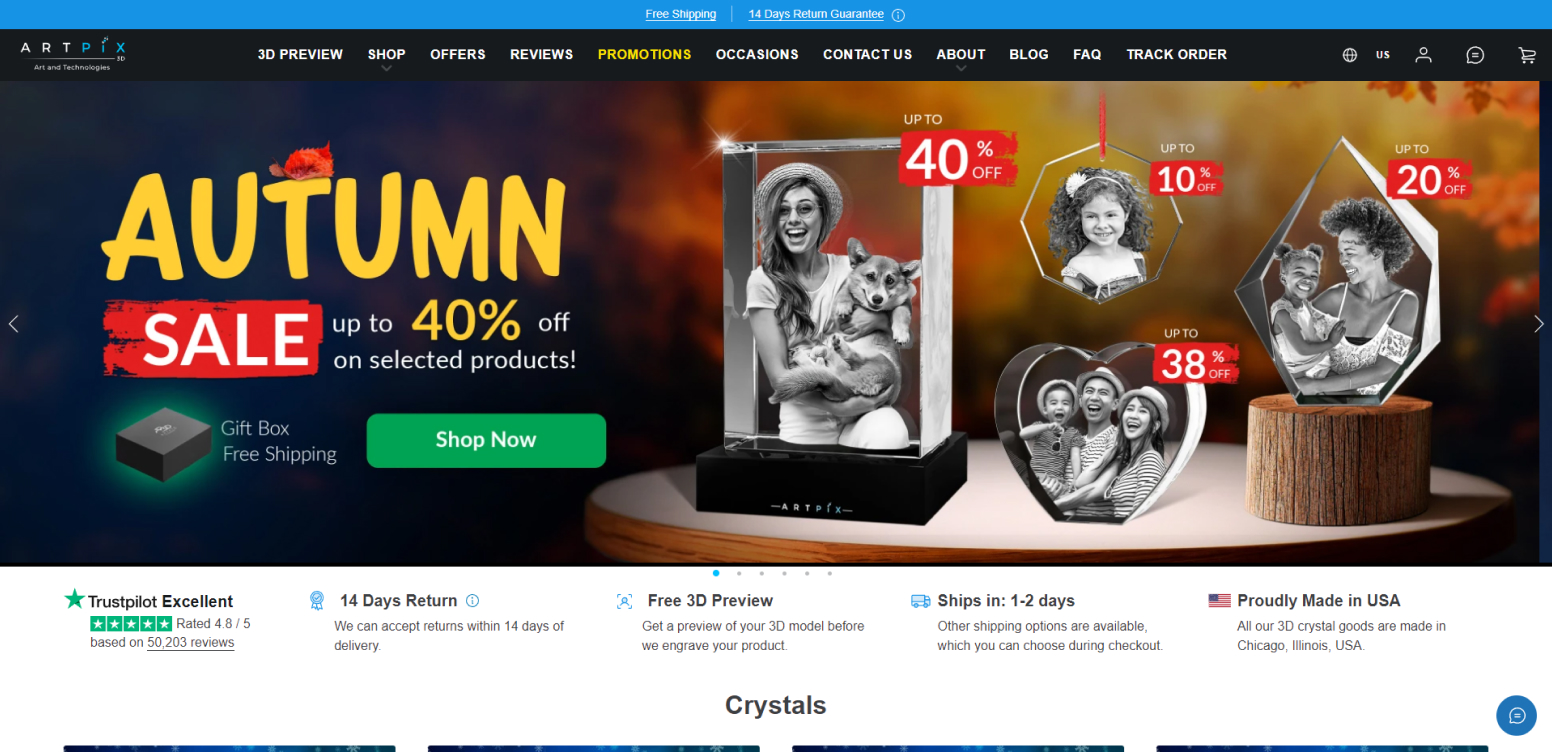 Free Shipping
14 Days Return Guarantee
ARTPIX
3D
Art and Technologies
3D PREVIEW
SHOP
OFFERS
REVIEWS
PROMOTIONS
OCCASIONS
CONTACT US
ABOUT
BLOG
FAQ
TRACK ORDER
US
AUTUMN
SALE up to 40% off
on selected products!
Gift Box
Free Shipping
Shop Now
UP TO
40% OFF
UP TO
10% OFF
UP TO
20% OFF
UP TO
38% OFF
ARTPIX
Trustpilot Excellent
Rated 4.8 / 5
based on 50,203 reviews
14 Days Return
We can accept returns within 14 days of
delivery.
Free 3D Preview
Get a preview of your 3D model before
we engrave your product.
Ships in: 1-2 days
Other shipping options are available,
which you can choose during checkout.
Proudly Made in USA
All our 3D crystal goods are made in
Chicago, Illinois, USA.
Crystals